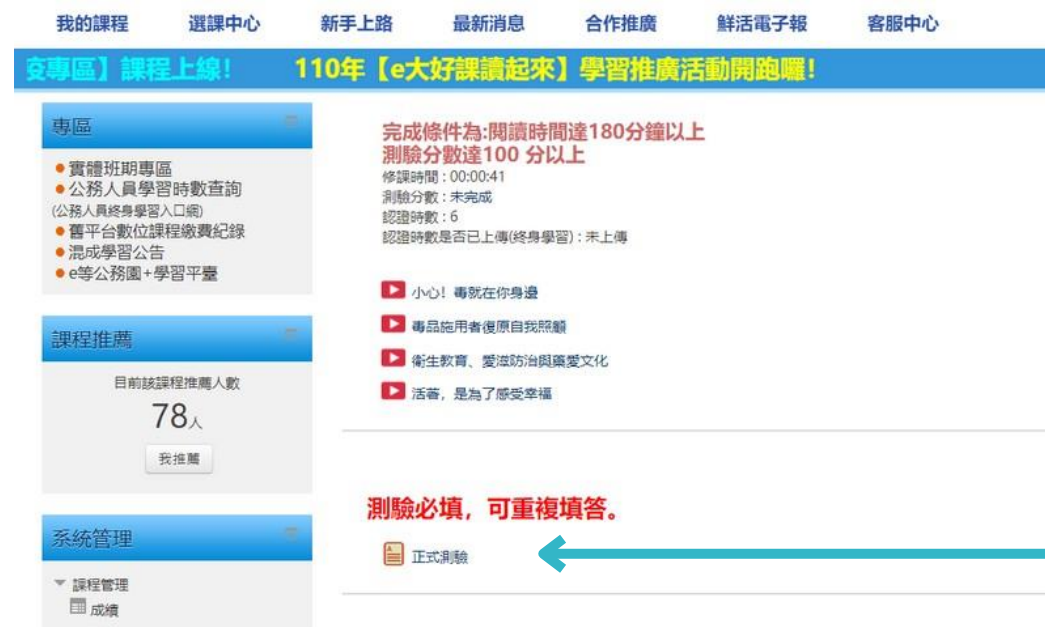 我的課程 選課中心 新手上路 最新消息 合作推廣 鮮活電子報 客服中心
專區】課程上線! 110年【e大好課讀起來】學習推廣活動開跑囉!
專區
實體班期專區
公務人員學習時數查詢
(公務人員終身學習入口網)
舊平台數位課程繳費紀錄
混成學習公告
e等公務園+學習平臺
課程推薦
目前該課程推薦人數
78人
我推薦
系統管理
課程管理
成績
完成條件為:閱讀時間達180分鐘以上
測驗分數達100 分以上
修課時間 : 00:00:41
測驗分數 : 未完成
認證時數 : 6
認證時數是否已上傳(終身學習) : 未上傳
小心! 毒就在你身邊
毒品施用者復原自我照顧
衛生教育、愛滋防治與藥愛文化
活著，是為了感受幸福
測驗必填，可重複填答。
正式測驗